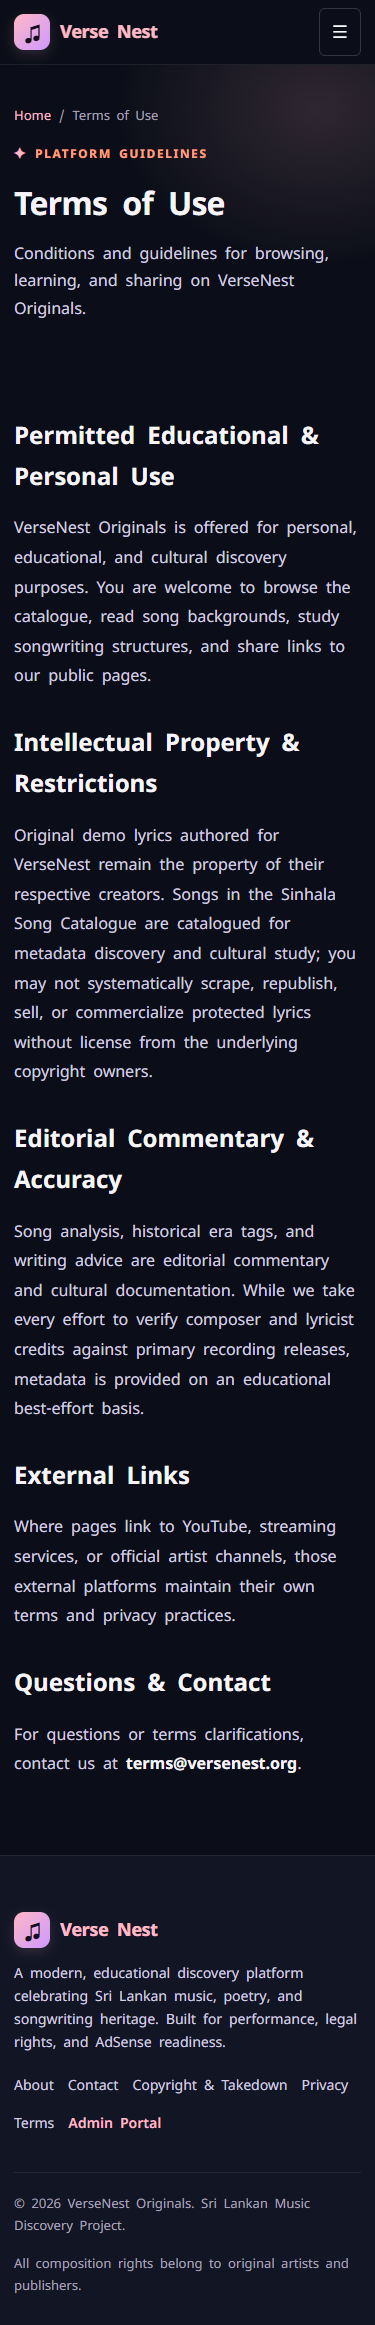 Verse Nest
Home / Terms of Use
✦ PLATFORM GUIDELINES
Terms of Use
Conditions and guidelines for browsing,
learning, and sharing on VerseNest
Originals.
Permitted Educational &
Personal Use
VerseNest Originals is offered for personal,
educational, and cultural discovery
purposes. You are welcome to browse the
catalogue, read song backgrounds, study
songwriting structures, and share links to
our public pages.
Intellectual Property &
Restrictions
Original demo lyrics authored for
VerseNest remain the property of their
respective creators. Songs in the Sinhala
Song Catalogue are catalogued for
metadata discovery and cultural study; you
may not systematically scrape, republish,
sell, or commercialize protected lyrics
without license from the underlying
copyright owners.
Editorial Commentary &
Accuracy
Song analysis, historical era tags, and
writing advice are editorial commentary
and cultural documentation. While we take
every effort to verify composer and lyricist
credits against primary recording releases,
metadata is provided on an educational
best-effort basis.
External Links
Where pages link to YouTube, streaming
services, or official artist channels, those
external platforms maintain their own
terms and privacy practices.
Questions & Contact
For questions or terms clarifications,
contact us at terms@versenest.org.
Verse Nest
A modern, educational discovery platform
celebrating Sri Lankan music, poetry, and
songwriting heritage. Built for performance, legal
rights, and AdSense readiness.
About Contact Copyright & Takedown Privacy
Terms Admin Portal
© 2026 VerseNest Originals. Sri Lankan Music
Discovery Project.
All composition rights belong to original artists and
publishers.